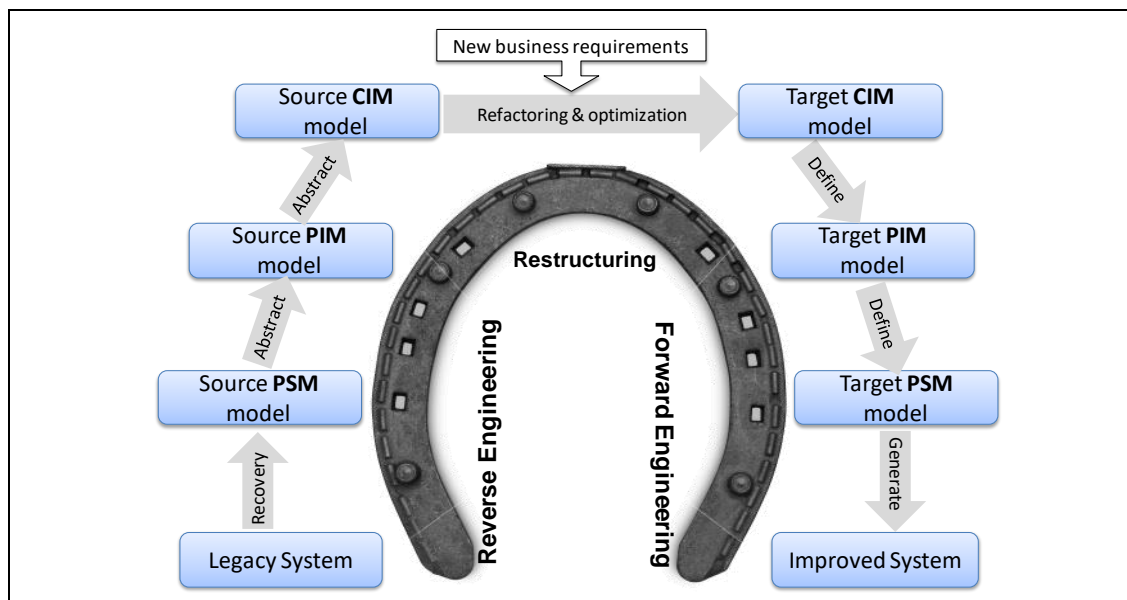 New business requirements
Source CIM
model
Refactoring & optimization
Target CIM
model
Abstract
Define
Source PIM
model
Restructuring
Target PIM
model
Abstract
Define
Reverse Engineering
Forward Engineering
Source PSM
model
Target PSM
model
Recovery
Generate
Legacy System
Improved System